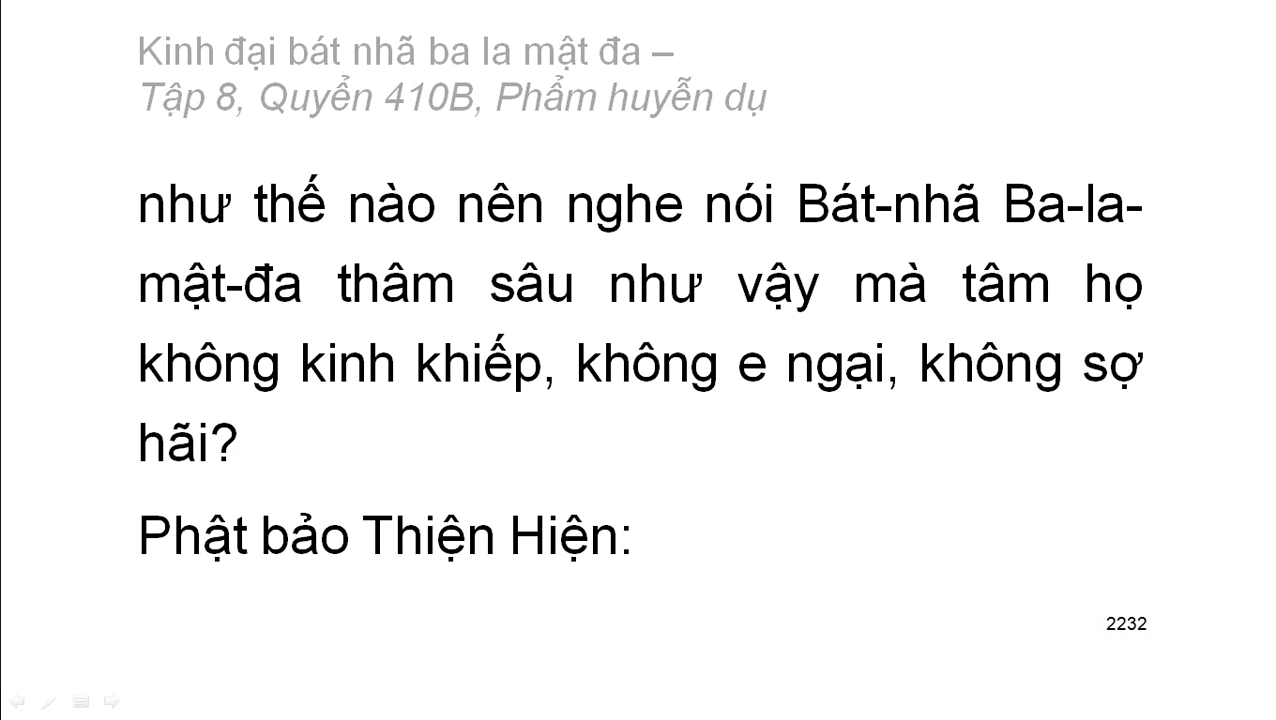 Kinh đại bát nhã ba la mật đa –
Tập 8, Quyển 410B, Phẩm huyễn dụ
như thế nào nên nghe nói Bát-nhã Ba-la-
mật-đa thâm sâu như vậy mà tâm họ
không kinh khiếp, không e ngại, không sợ
hãi?
Phật bảo Thiện Hiện:
2232